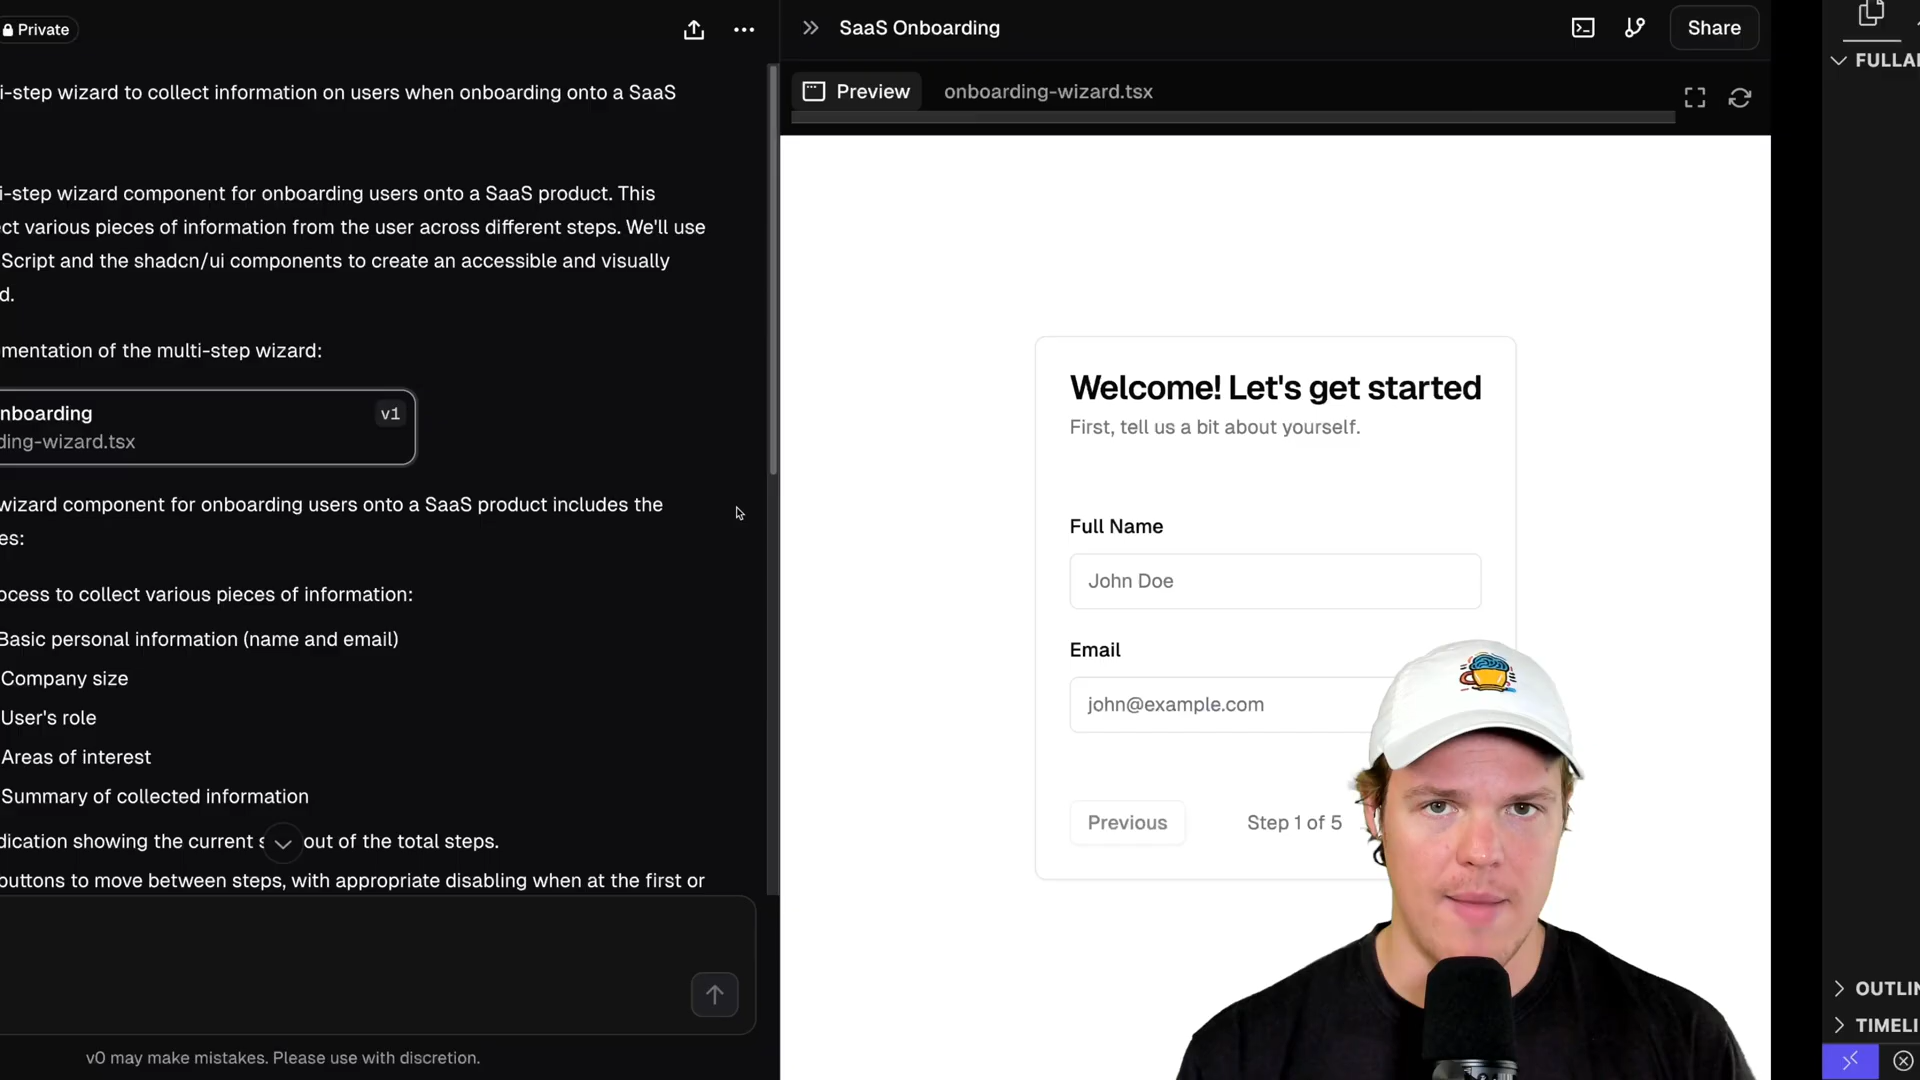 Private
i-step wizard to collect information on users when onboarding onto a SaaS
i-step wizard component for onboarding users onto a SaaS product. This
ct various pieces of information from the user across different steps. We'll use
Script and the shadcn/ui components to create an accessible and visually
d.
mentation of the multi-step wizard:
nboarding
v1
ding-wizard.tsx
wizard component for onboarding users onto a SaaS product includes the
es:
ocess to collect various pieces of information:
Basic personal information (name and email)
Company size
User's role
Areas of interest
Summary of collected information
dication showing the current s out of the total steps.
buttons to move between steps, with appropriate disabling when at the first or
v0 may make mistakes. Please use with discretion.
SaaS Onboarding
Share
Preview
onboarding-wizard.tsx
Welcome! Let's get started
First, tell us a bit about yourself.
Full Name
John Doe
Email
john@example.com
Previous
Step 1 of 5
FULLA
OUTLIN
TIMELI